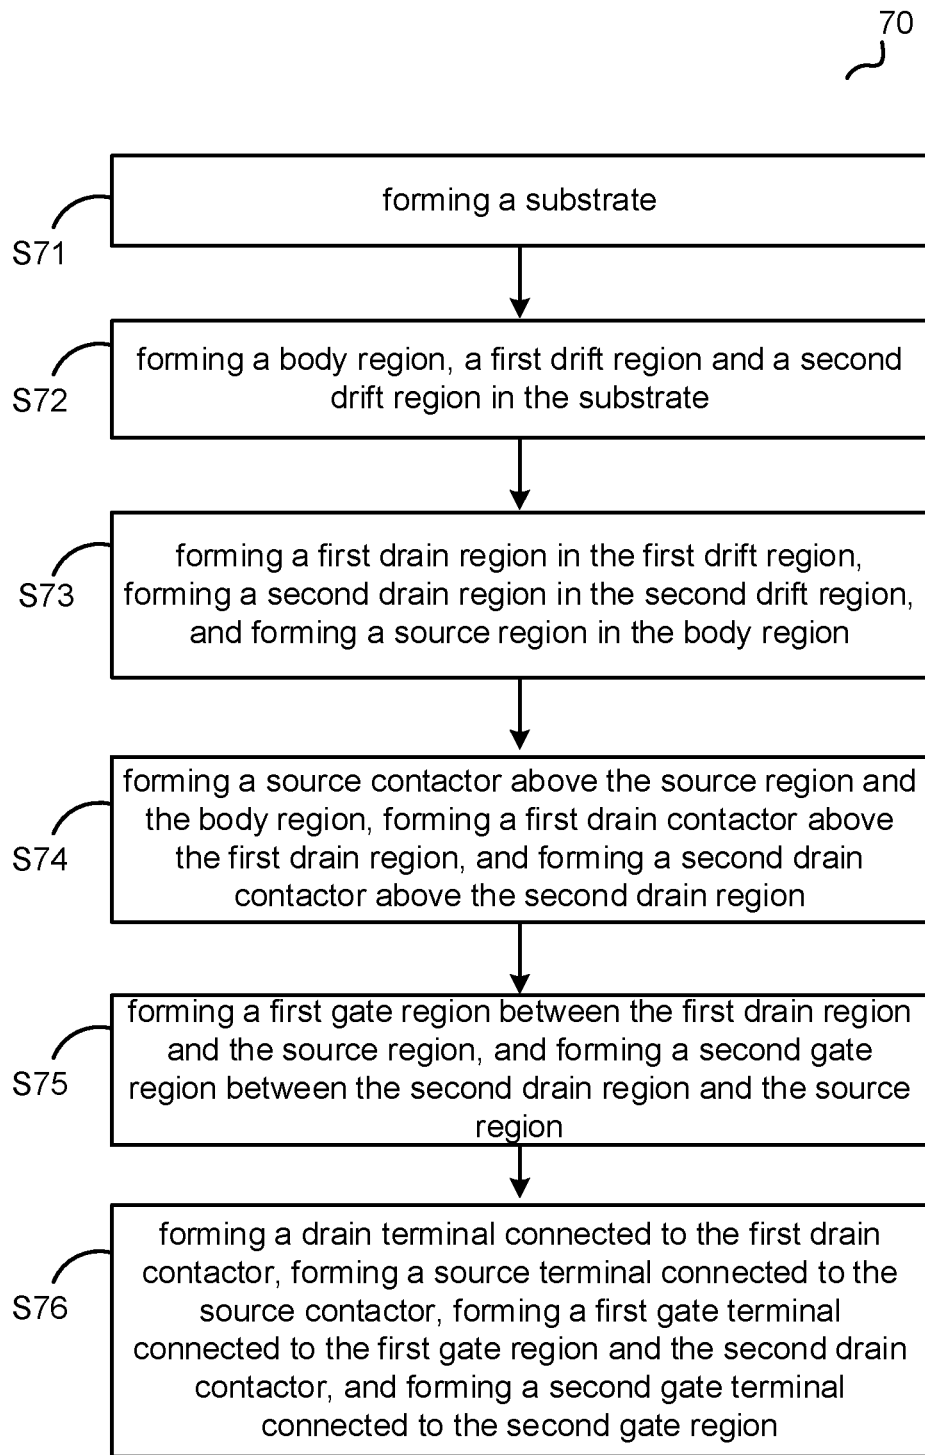 70
forming a substrate
S71
forming a body region, a first drift region and a second
drift region in the substrate
S72
forming a first drain region in the first drift region,
forming a second drain region in the second drift region,
and forming a source region in the body region
S73
forming a source contactor above the source region and
the body region, forming a first drain contactor above
the first drain region, and forming a second drain
contactor above the second drain region
S74
forming a first gate region between the first drain region
and the source region, and forming a second gate
region between the second drain region and the source
region
S75
forming a drain terminal connected to the first drain
contactor, forming a source terminal connected to the
source contactor, forming a first gate terminal
connected to the first gate region and the second drain
contactor, and forming a second gate terminal
connected to the second gate region
S76